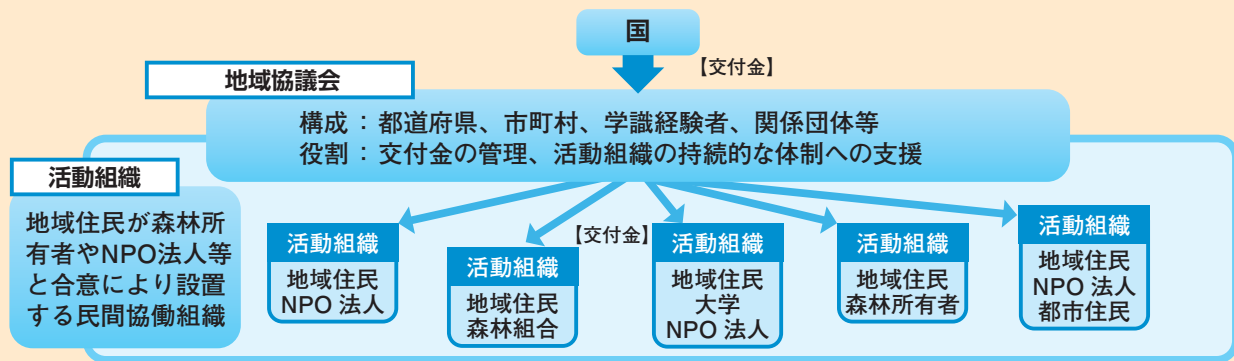 国
【交付金】
地域協議会
構成：都道府県、市町村、学識経験者、関係団体等
役割：交付金の管理、活動組織の持続的な体制への支援
活動組織
地域住民が森林所
有者やNPO法人等
と合意により設置
する民間協働組織
【交付金】
活動組織
地域住民
NPO 法人
活動組織
地域住民
森林組合
活動組織
地域住民
大学
NPO 法人
活動組織
地域住民
森林所有者
活動組織
地域住民
NPO 法人
都市住民